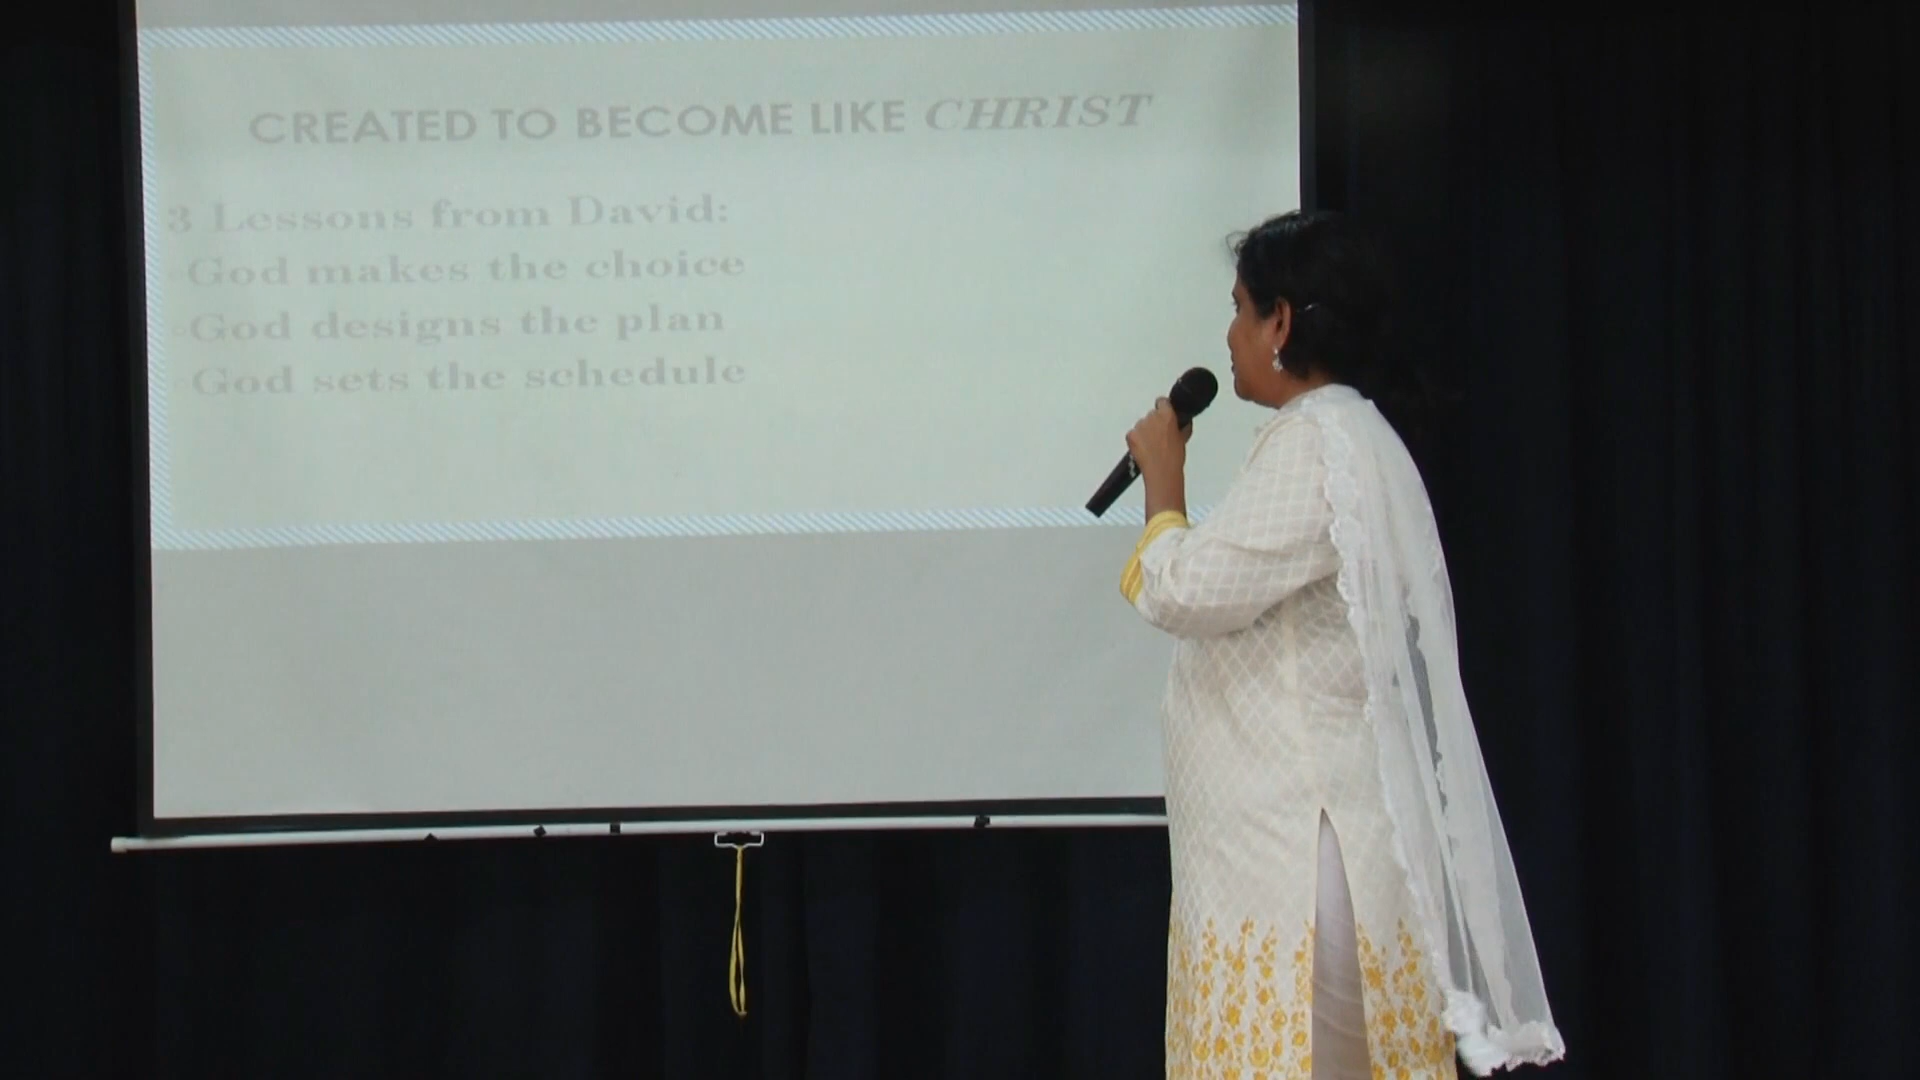 CREATED TO BECOME LIKE CHRIST
3 Lessons from David:
God makes the choice
God designs the plan
God sets the schedule